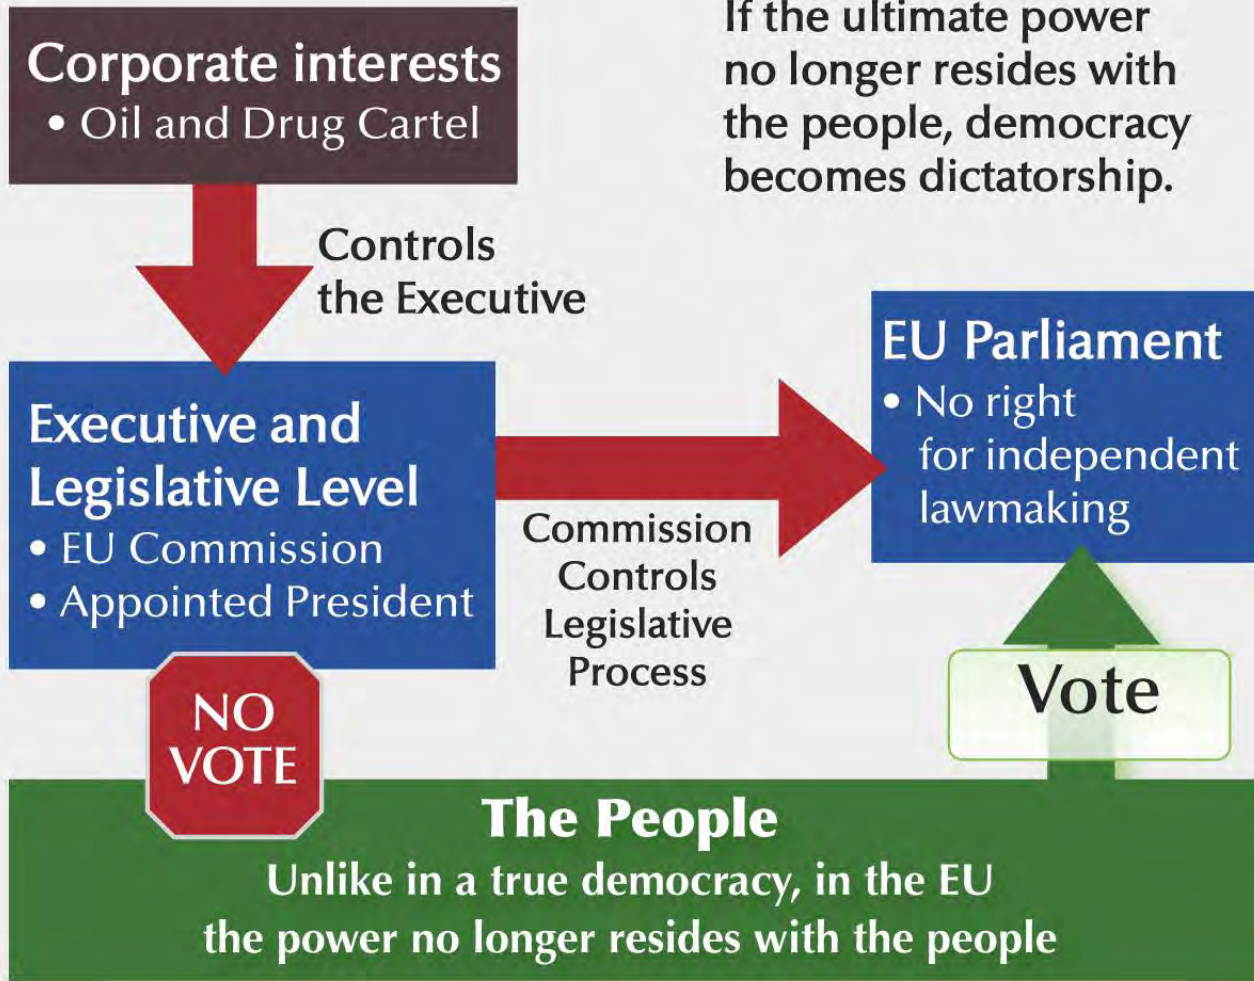 Corporate interests
• Oil and Drug Cartel
If the ultimate power
no longer resides with
the people, democracy
becomes dictatorship.
Controls
the Executive
Executive and
Legislative Level
• EU Commission
• Appointed President
Commission
Controls
Legislative
Process
EU Parliament
• No right
for independent
lawmaking
NO
VOTE
Vote
The People
Unlike in a true democracy, in the EU
the power no longer resides with the people